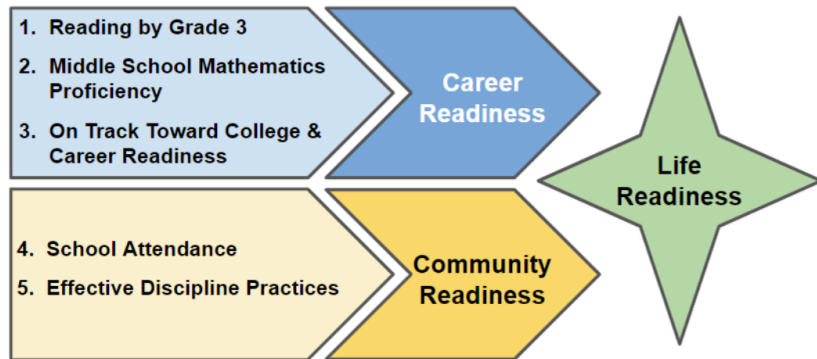 1. Reading by Grade 3
2. Middle School Mathematics
Proficiency
3. On Track Toward College &
Career Readiness
Career
Readiness
4. School Attendance
5. Effective Discipline Practices
Community
Readiness
Life
Readiness